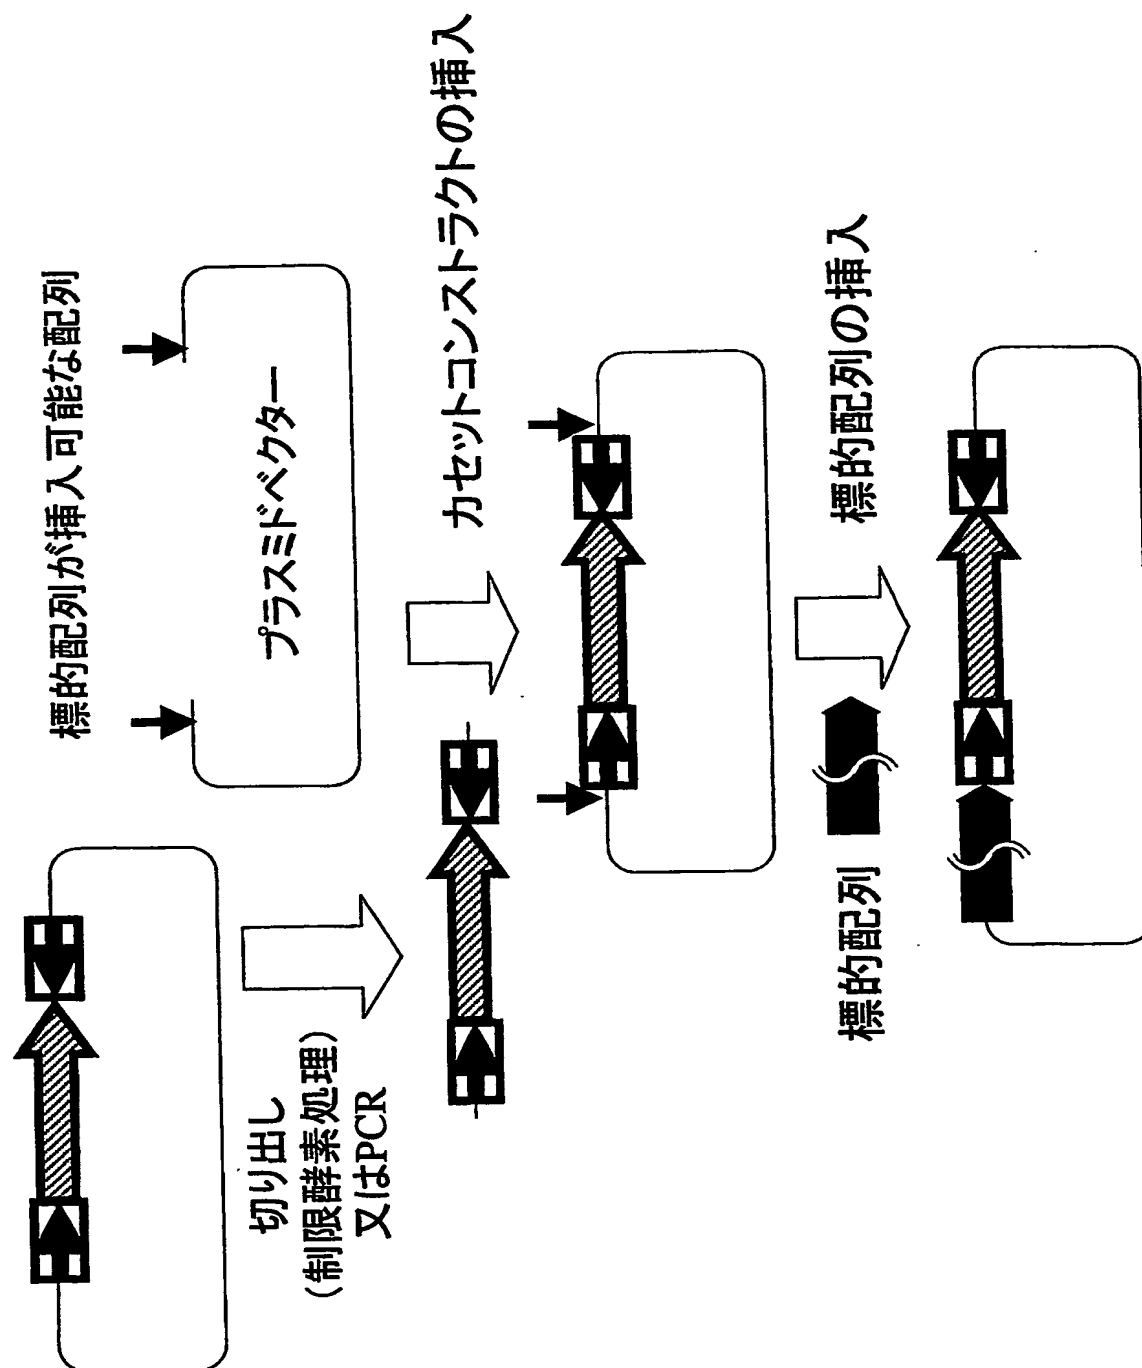 標的配列が挿入可能な配列
プラスミドベクター
切り出し
(制限酵素処理)
又はPCR
カセットコンストラクトの挿入
標的配列
標的配列の挿入